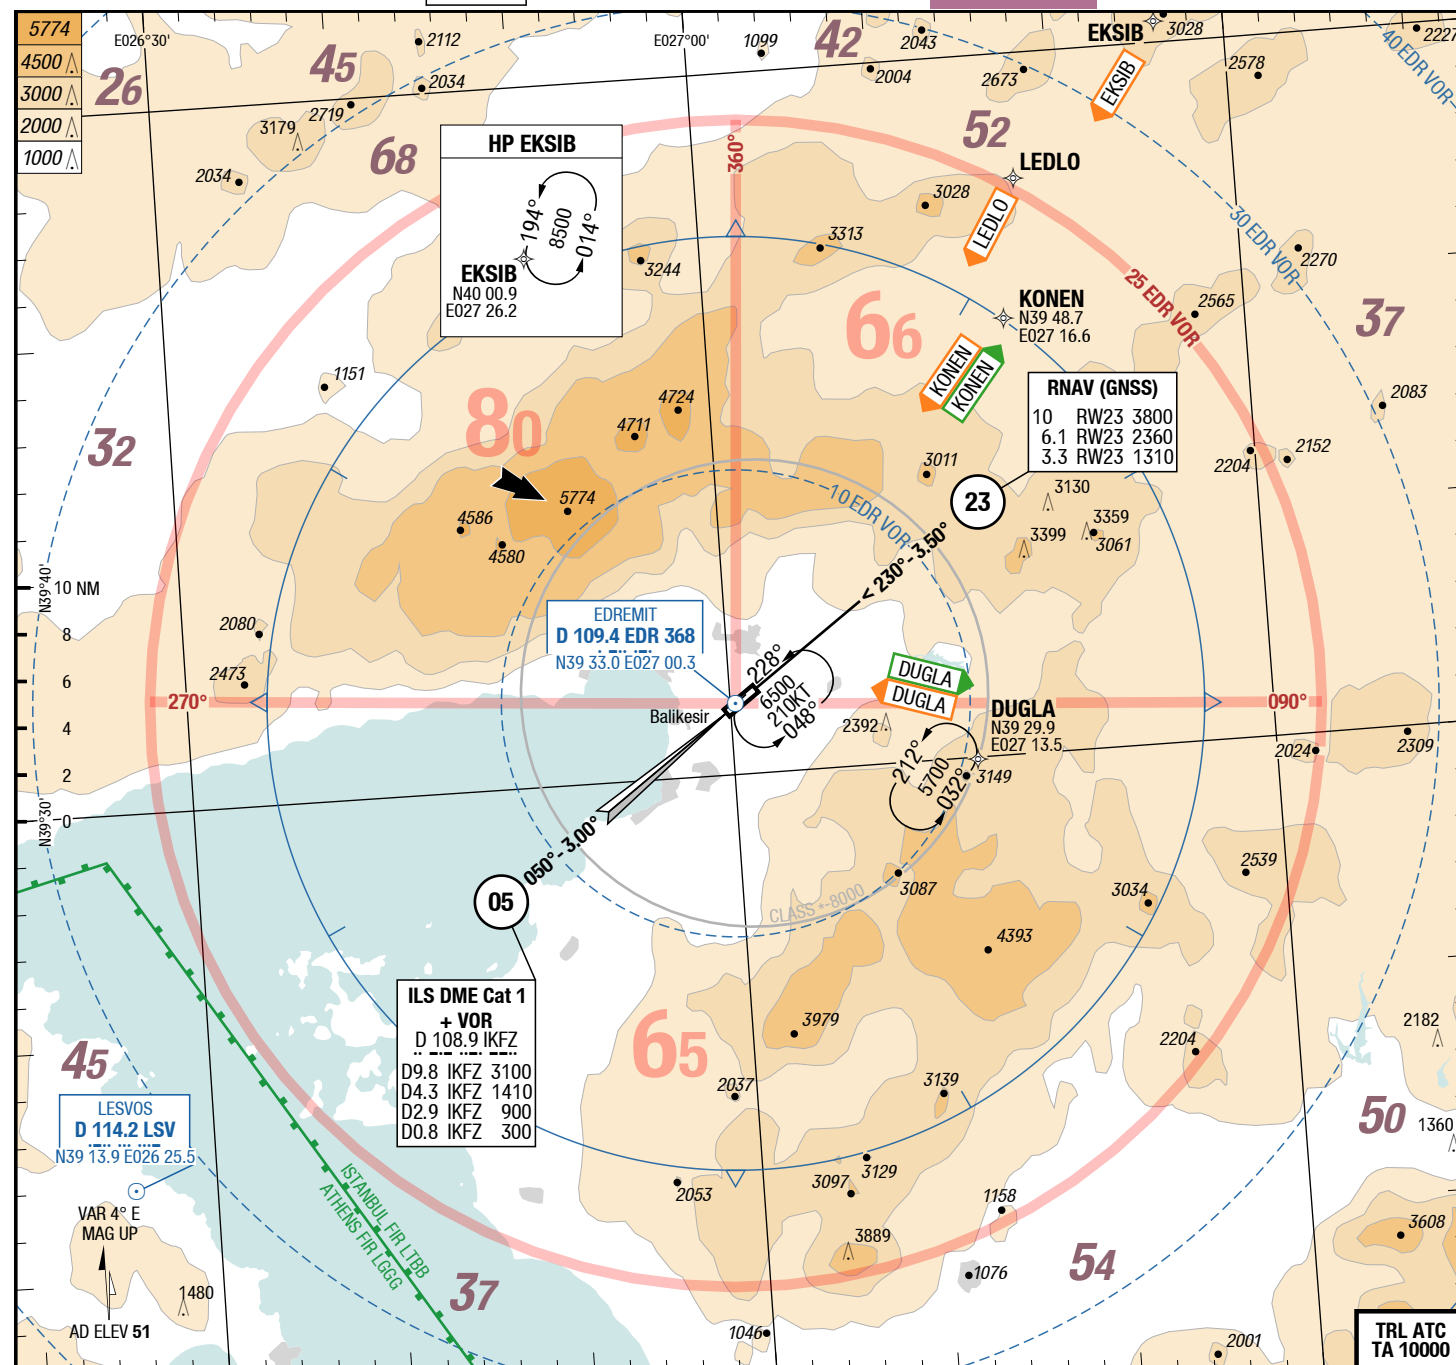 5774
4500
3000
2000
1000
E026°30'
E027°00'
26
45
2112
2034
2719
3179
2034
68
1099
42
2043
2004
2673
EKSIB
3028
EKSIB
2227
2578
40 EDR VOR
52
HP EKSIB
194°
8500
014°
EKSIB
N40 00.9
E027 26.2
360°
LEDLO
LEDLO
3028
3313
3244
30 EDR VOR
2270
25 EDR VOR
2565
37
KONEN
N39 48.7
E027 16.6
66
KONEN
KONEN
RNAV (GNSS)
10 RW23 3800
6.1 RW23 2360
3.3 RW23 1310
23
1151
80
4724
4711
5774
4586
4580
32
2083
2152
2204
3011
3130
3359
3399
3061
10 EDR VOR
< 230°- 3.50°
N39°40'
10 NM
8
6
4
2
0
N39°30'
2080
2473
EDREMIT
D 109.4 EDR 368
N39 33.0 E027 00.3
270°
090°
Balikesir
228°
6500
210KT
048°
DUGLA
DUGLA
2392
DUGLA
N39 29.9
E027 13.5
212°
5700
032°
3149
2024
2309
050°- 3.00°
05
CLASS *-8000
3087
2539
3034
4393
ILS DME Cat 1
+ VOR
D 108.9 IKFZ
D9.8 IKFZ 3100
D4.3 IKFZ 1410
D2.9 IKFZ 900
D0.8 IKFZ 300
3979
65
2037
3139
2204
2182
50
1360
45
LESVOS
D 114.2 LSV
N39 13.9 E026 25.5
VAR 4° E
MAG UP
1480
AD ELEV 51
ISTANBUL FIR LTBB
ATHENS FIR LGGG
37
2053
3129
3097
3889
1158
1076
54
3608
1046
2001
TRL ATC
TA 10000